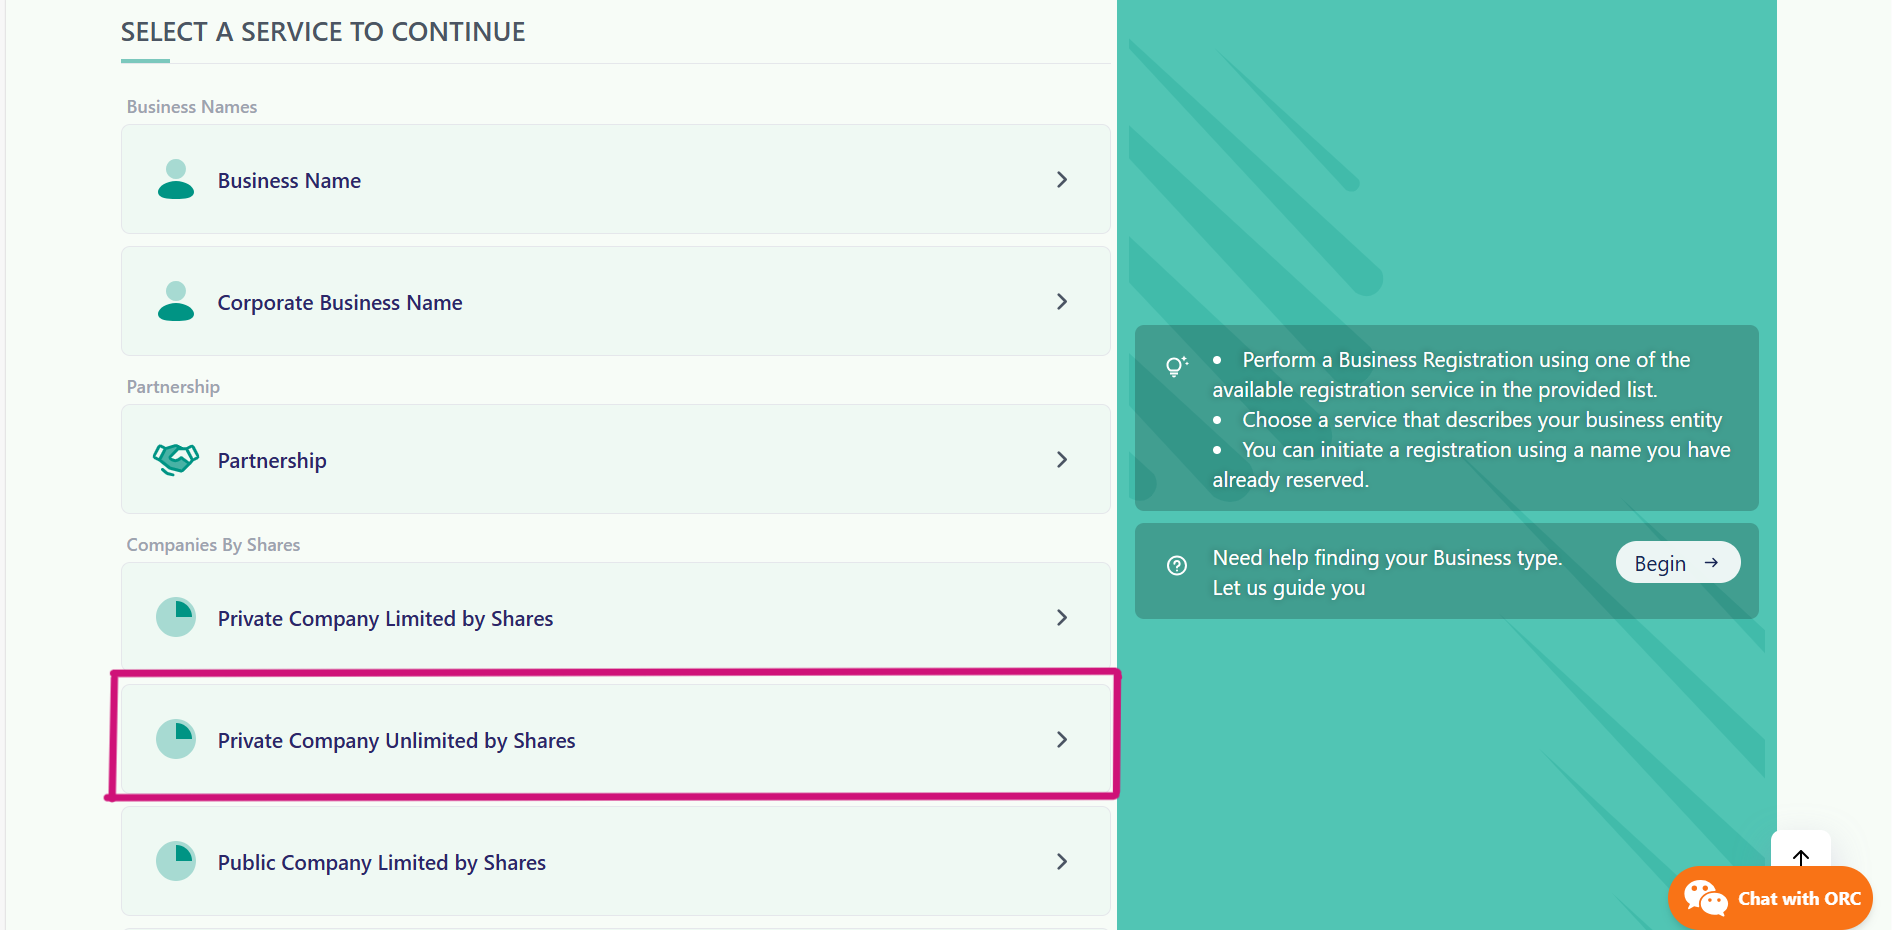 SELECT A SERVICE TO CONTINUE
Business Names
Business Name
Corporate Business Name
Partnership
Partnership
Companies By Shares
Private Company Limited by Shares
Private Company Unlimited by Shares
Public Company Limited by Shares
• Perform a Business Registration using one of the
available registration service in the provided list.
• Choose a service that describes your business entity
• You can initiate a registration using a name you have
already reserved.
Need help finding your Business type.
Let us guide you
Begin →
Chat with ORC